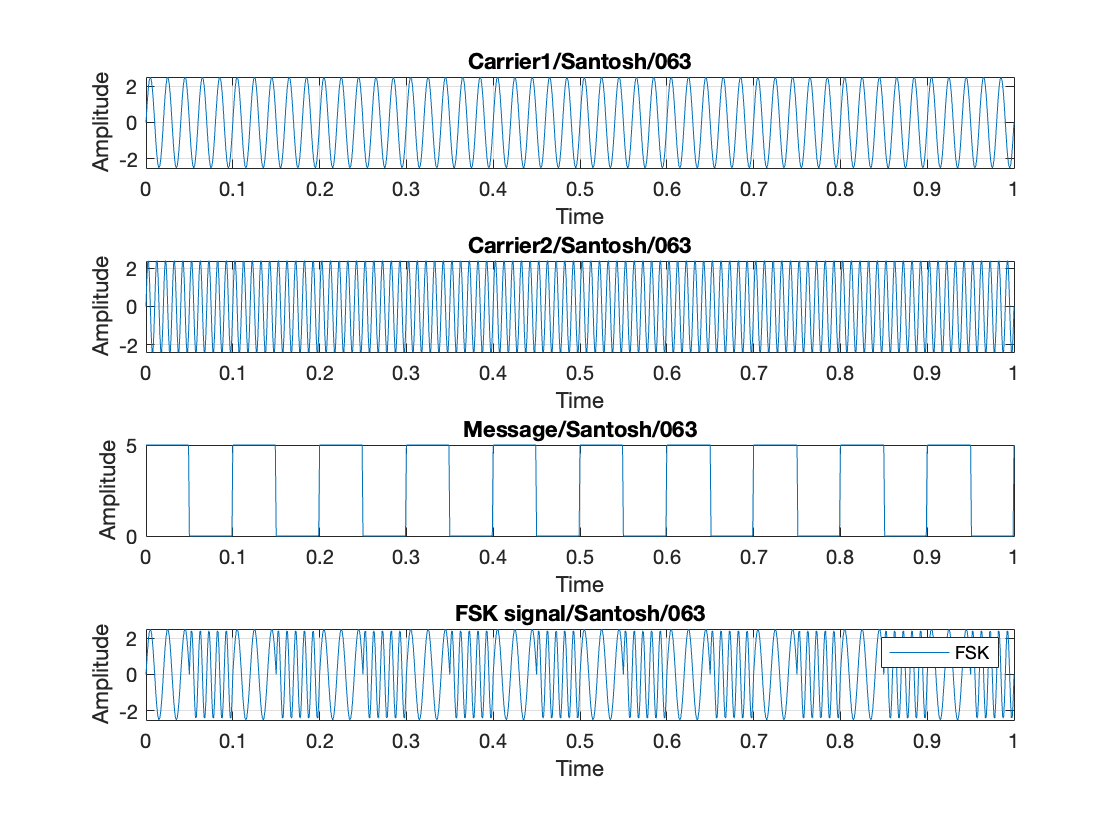 Carrier1/Santosh/063
Amplitude
2
0
-2
0 0.1 0.2 0.3 0.4 0.5 0.6 0.7 0.8 0.9 1
Time
Carrier2/Santosh/063
Amplitude
2
0
-2
0 0.1 0.2 0.3 0.4 0.5 0.6 0.7 0.8 0.9 1
Time
Message/Santosh/063
Amplitude
5
0
0 0.1 0.2 0.3 0.4 0.5 0.6 0.7 0.8 0.9 1
Time
FSK signal/Santosh/063
Amplitude
2
0
-2
FSK
0 0.1 0.2 0.3 0.4 0.5 0.6 0.7 0.8 0.9 1
Time